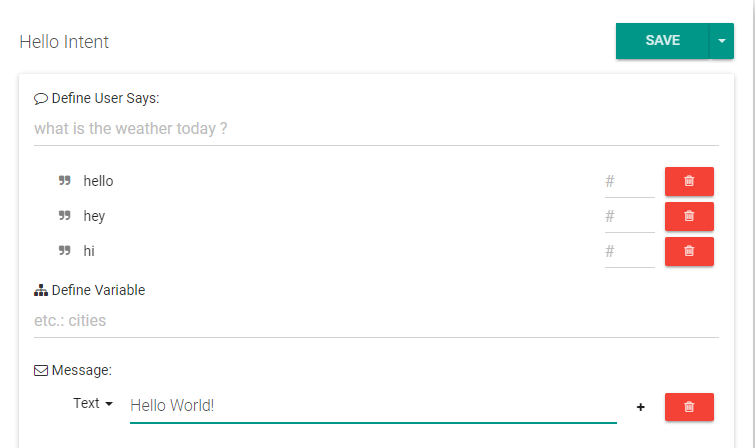 Hello Intent
SAVE
Define User Says:
what is the weather today ?
hello #
hey #
hi #
Define Variable
etc.: cities
Message:
Text Hello World! +